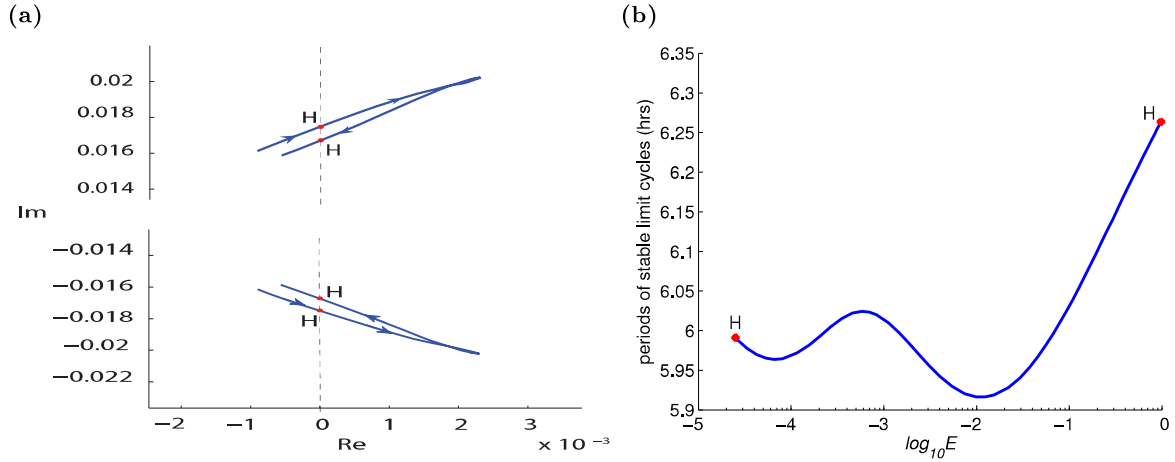 (a)
0.02
0.018
0.016
0.014
Im
−0.014
−0.016
−0.018
−0.02
−0.022
H
H
H
H
−2
−1
0
1
2
3
Re
× 10 −3
(b)
6.35
6.3
6.25
6.2
6.15
6.1
6.05
6
5.95
5.9
periods of stable limit cycles (hrs)
H
H
−5
−4
−3
−2
−1
0
log10E